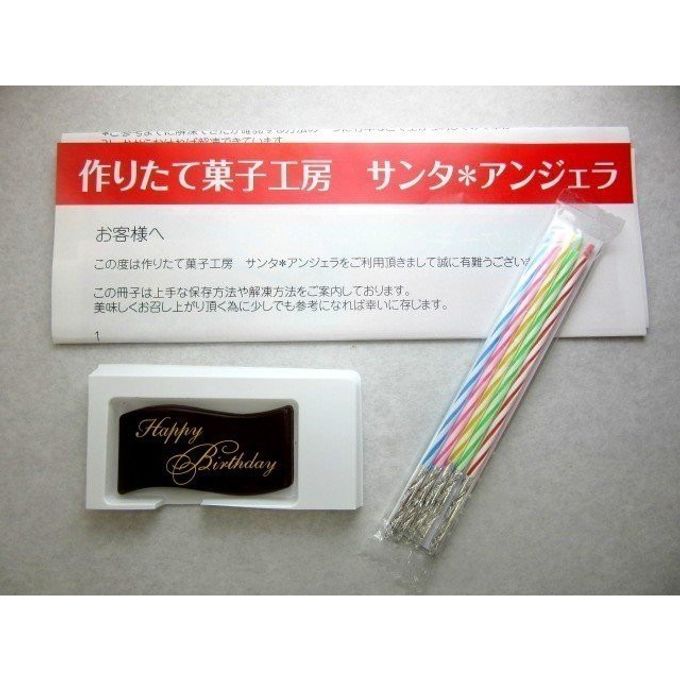 作りたて菓子工房　サンタ＊アンジェラ
お客様へ
この度は作りたて菓子工房　サンタ＊アンジェラをご利用頂きまして誠に有難うござい
この冊子は上手な保存方法や解凍方法をご案内しております。
美味しくお召し上がり頂く為に少しでも参考になれば幸いに存じます。
1
Happy
Birthday